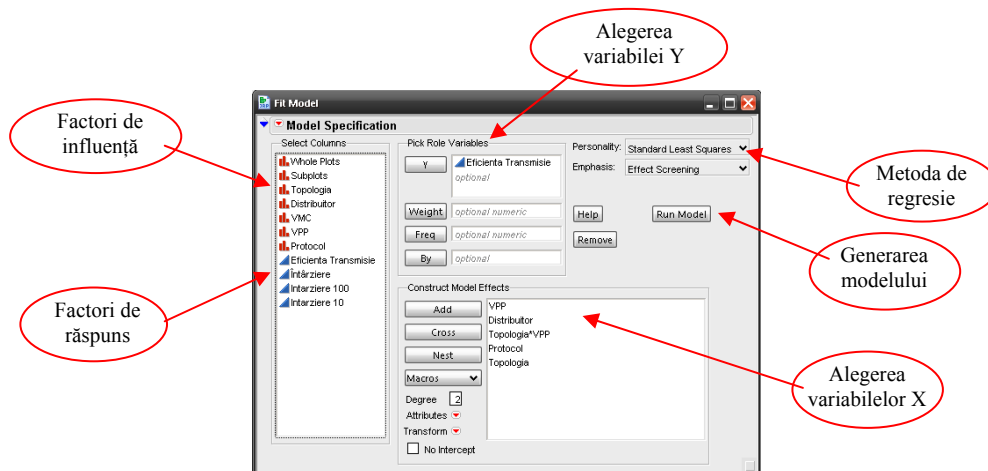 Alegerea
variabilei Y
Factori de
influență
Factori de
răspuns
Fit Model
Model Specification
Select Columns
Whole Plots
Subplots
Topologia
Distribuitor
VMC
VPP
Protocol
Eficienta Transmisie
Întârziere
Intarziere 100
Intarziere 10
Pick Role Variables
Y
Eficienta Transmisie
optional
Weight
optional numeric
Freq
optional numeric
By
optional
Personality:
Standard Least Squares
Emphasis:
Effect Screening
Help
Run Model
Remove
Construct Model Effects
Add
Cross
Nest
Macros
Degree 2
Attributes
Transform
No Intercept
VPP
Distribuitor
Topologia*VPP
Protocol
Topologia
Metoda de
regresie
Generarea
modelului
Alegerea
variabilelor X